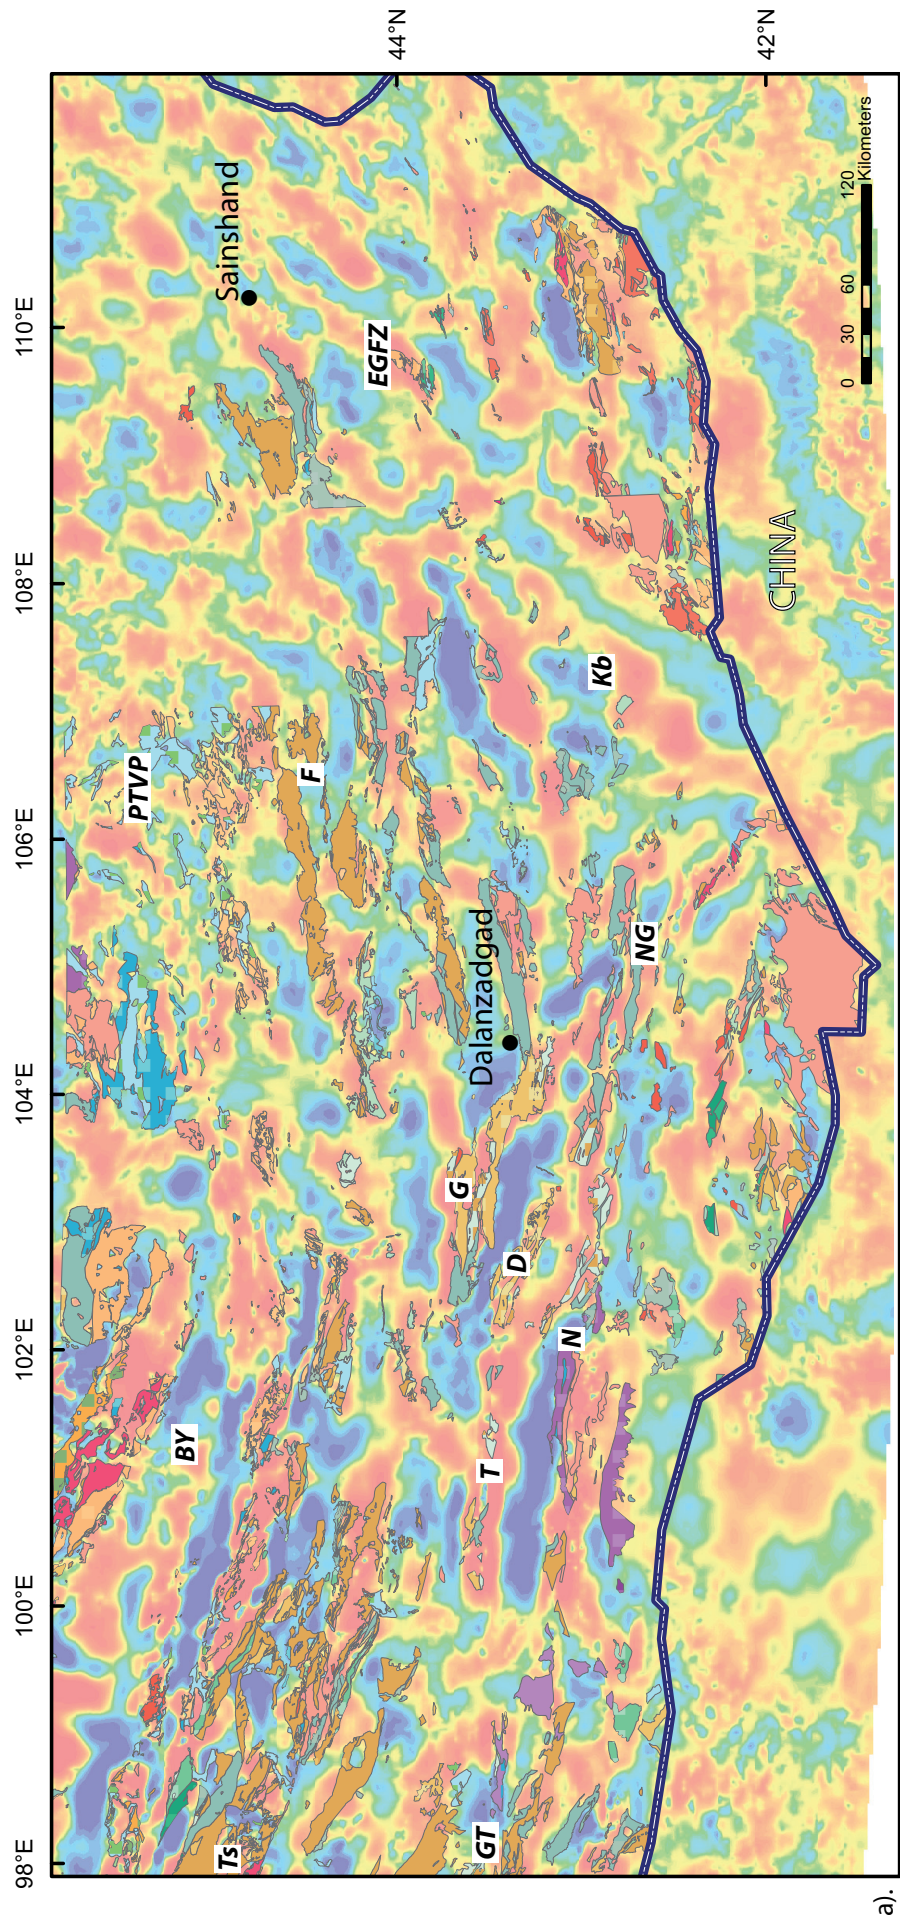 98°E
100°E
102°E
104°E
106°E
108°E
110°E
44°N
42°N
Sainshand
PTVP
EGFZ
F
BY
Ts
Dalanzadgad
G
D
T
GT
N
NG
Kb
CHINA
0 30 60 120
Kilometers
a).